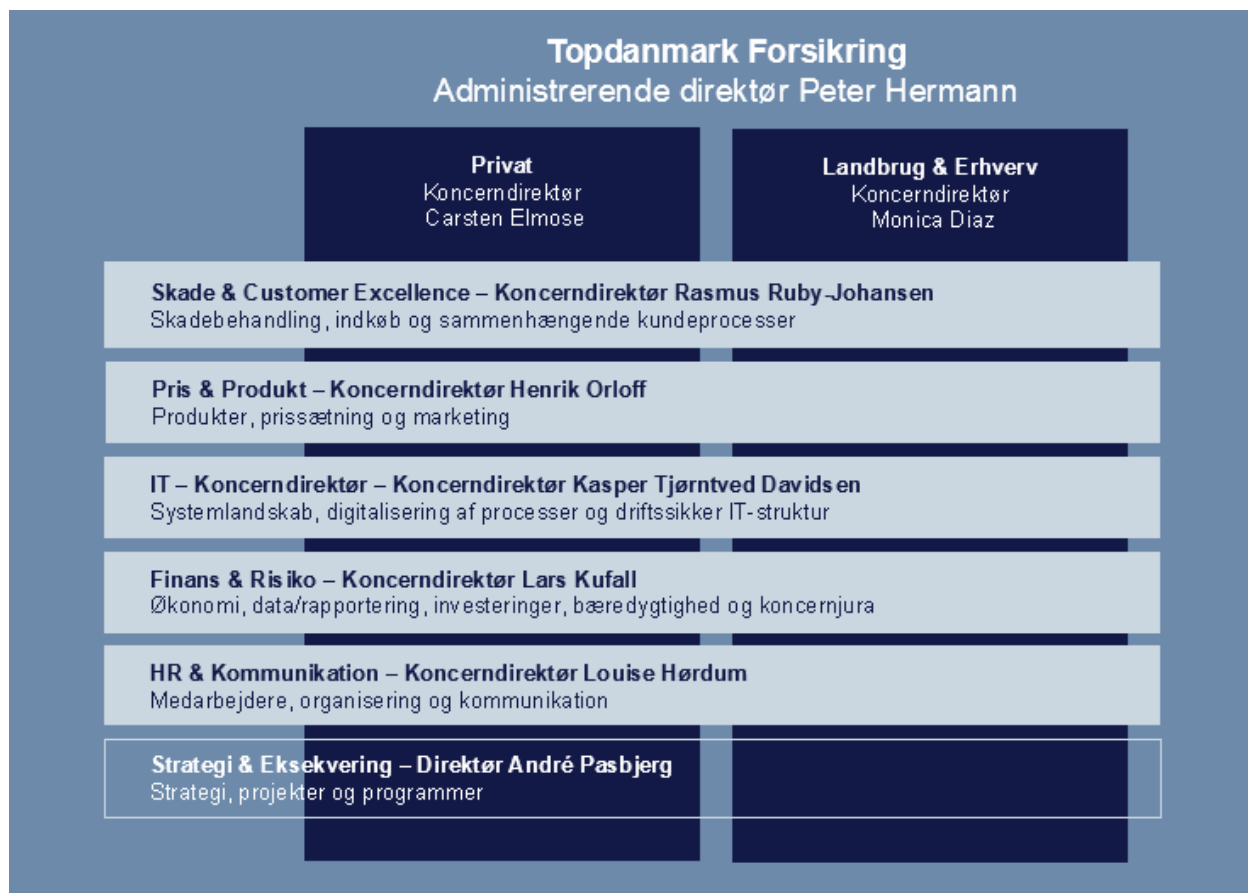 Topdanmark Forsikring
Administrerende direktør Peter Hermann
Privat
Koncerndirektør
Carsten Elmose
Landbrug & Erhverv
Koncerndirektør
Monica Diaz
Skade & Customer Excellence – Koncerndirektør Rasmus Ruby-Johansen
Skadebehandling, indkøb og sammenhængende kundeprocesser
Pris & Produkt – Koncerndirektør Henrik Orloff
Produkter, prissætning og marketing
IT – Koncerndirektør – Koncerndirektør Kasper Tjørntved Davidsen
Systemlandskab, digitalisering af processer og driftssikker IT-struktur
Finans & Risiko – Koncerndirektør Lars Kufall
Økonomi, data/rapportering, investeringer, bæredygtighed og koncernjura
HR & Kommunikation – Koncerndirektør Louise Hørdum
Medarbejdere, organisering og kommunikation
Strategi & Eksekvering – Direktør André Pasbjerg
Strategi, projekter og programmer